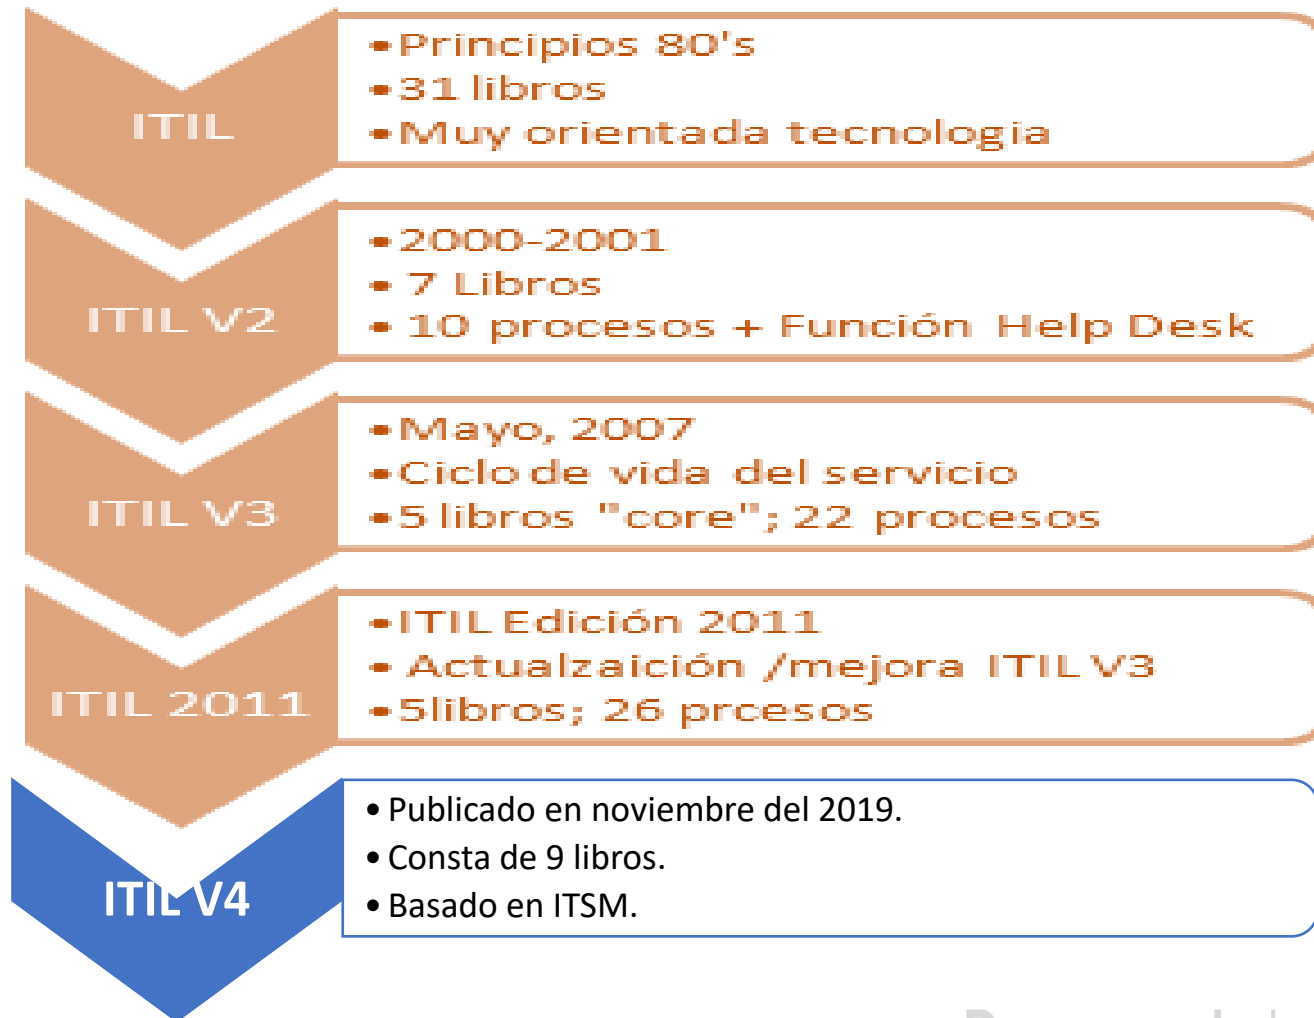 ITIL
•Principios 80's
•31 libros
•Muy orientada tecnologia
ITIL V2
•2000-2001
• 7 Libros
• 10 procesos + Función Help Desk
ITIL V3
•Mayo, 2007
•Ciclo de vida del servicio
•5 libros "core"; 22 procesos
ITIL 2011
•ITIL Edición 2011
• Actualzaición /mejora ITIL V3
•5libros; 26 prcesos
ITIL V4
• Publicado en noviembre del 2019.
• Consta de 9 libros.
• Basado en ITSM.